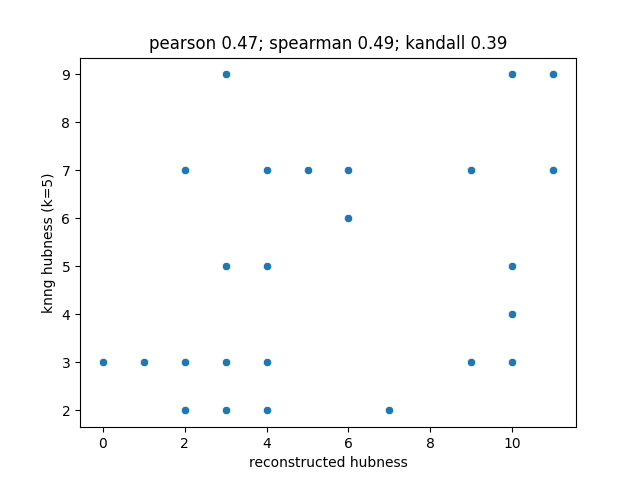 pearson 0.47; spearman 0.49; kandall 0.39
9
8
7
6
5
4
3
2
knng hubness (k=5)
0 2 4 6 8 10
reconstructed hubness